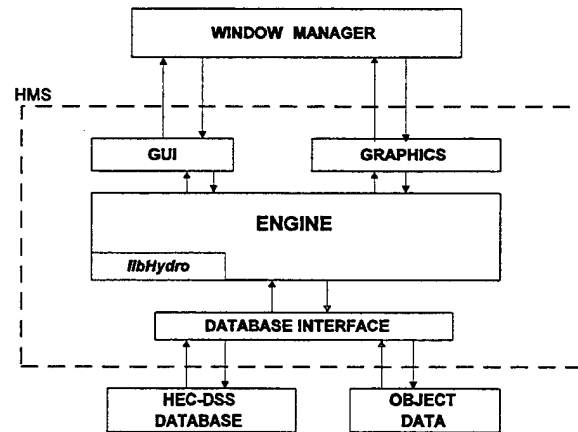 WINDOW MANAGER
HMS
GUI
GRAPHICS
ENGINE
libHydro
DATABASE INTERFACE
HEC-DSS
DATABASE
OBJECT
DATA